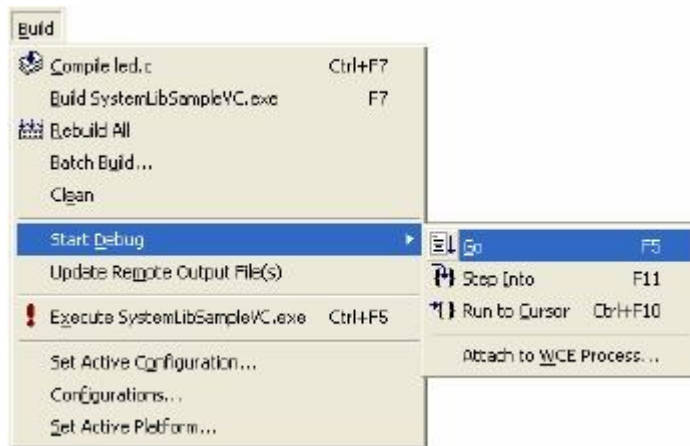 Build
Compile led.c Ctrl+F7
Build SystemLibSampleVC.exe F7
Rebuild All
Batch Build...
Clean
Start Debug
Go F5
Update Remote Output File(s)
Step Into F11
Execute SystemLibSampleVC.exe Ctrl+F5
Run to Cursor Ctrl+F10
Attach to WCE Process...
Set Active Configuration...
Configurations...
Set Active Platform...